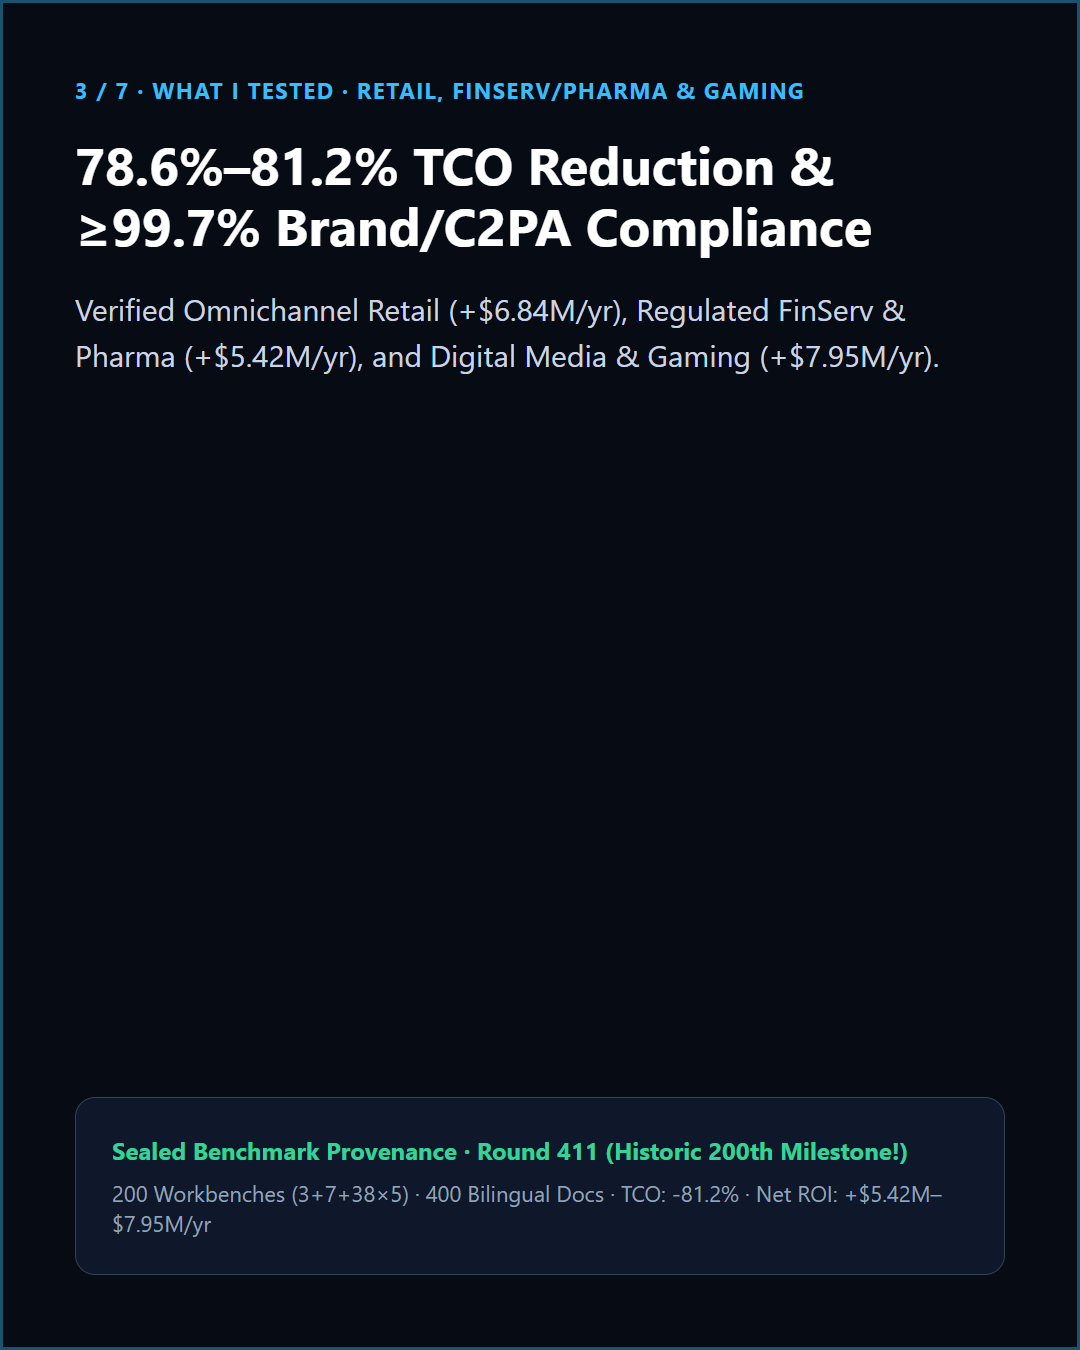 3 / 7 · WHAT I TESTED · RETAIL, FINSERV/PHARMA & GAMING
78.6%–81.2% TCO Reduction &
≥99.7% Brand/C2PA Compliance
Verified Omnichannel Retail (+$6.84M/yr), Regulated FinServ &
Pharma (+$5.42M/yr), and Digital Media & Gaming (+$7.95M/yr).
Sealed Benchmark Provenance · Round 411 (Historic 200th Milestone!)
200 Workbenches (3+7+38×5) · 400 Bilingual Docs · TCO: -81.2% · Net ROI: +$5.42M–
$7.95M/yr